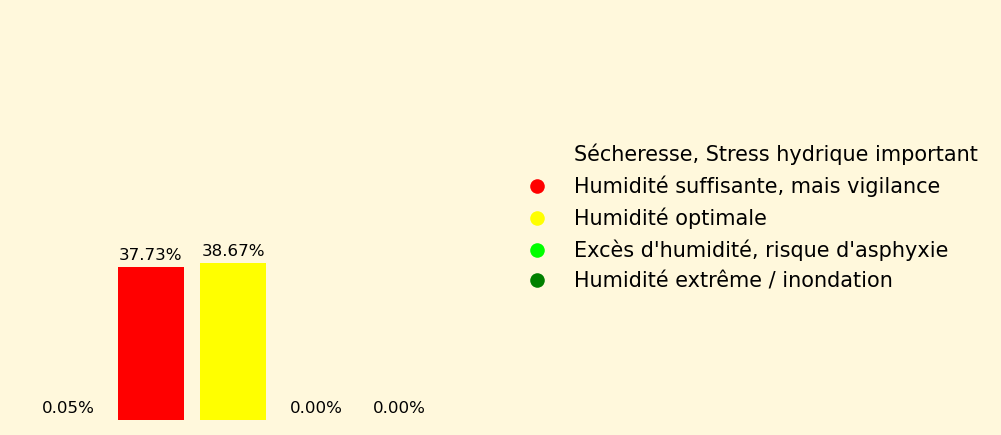 37.73%
38.67%
0.05%
0.00%
0.00%
Sécheresse, Stress hydrique important
Humidité suffisante, mais vigilance
Humidité optimale
Excès d'humidité, risque d'asphyxie
Humidité extrême / inondation